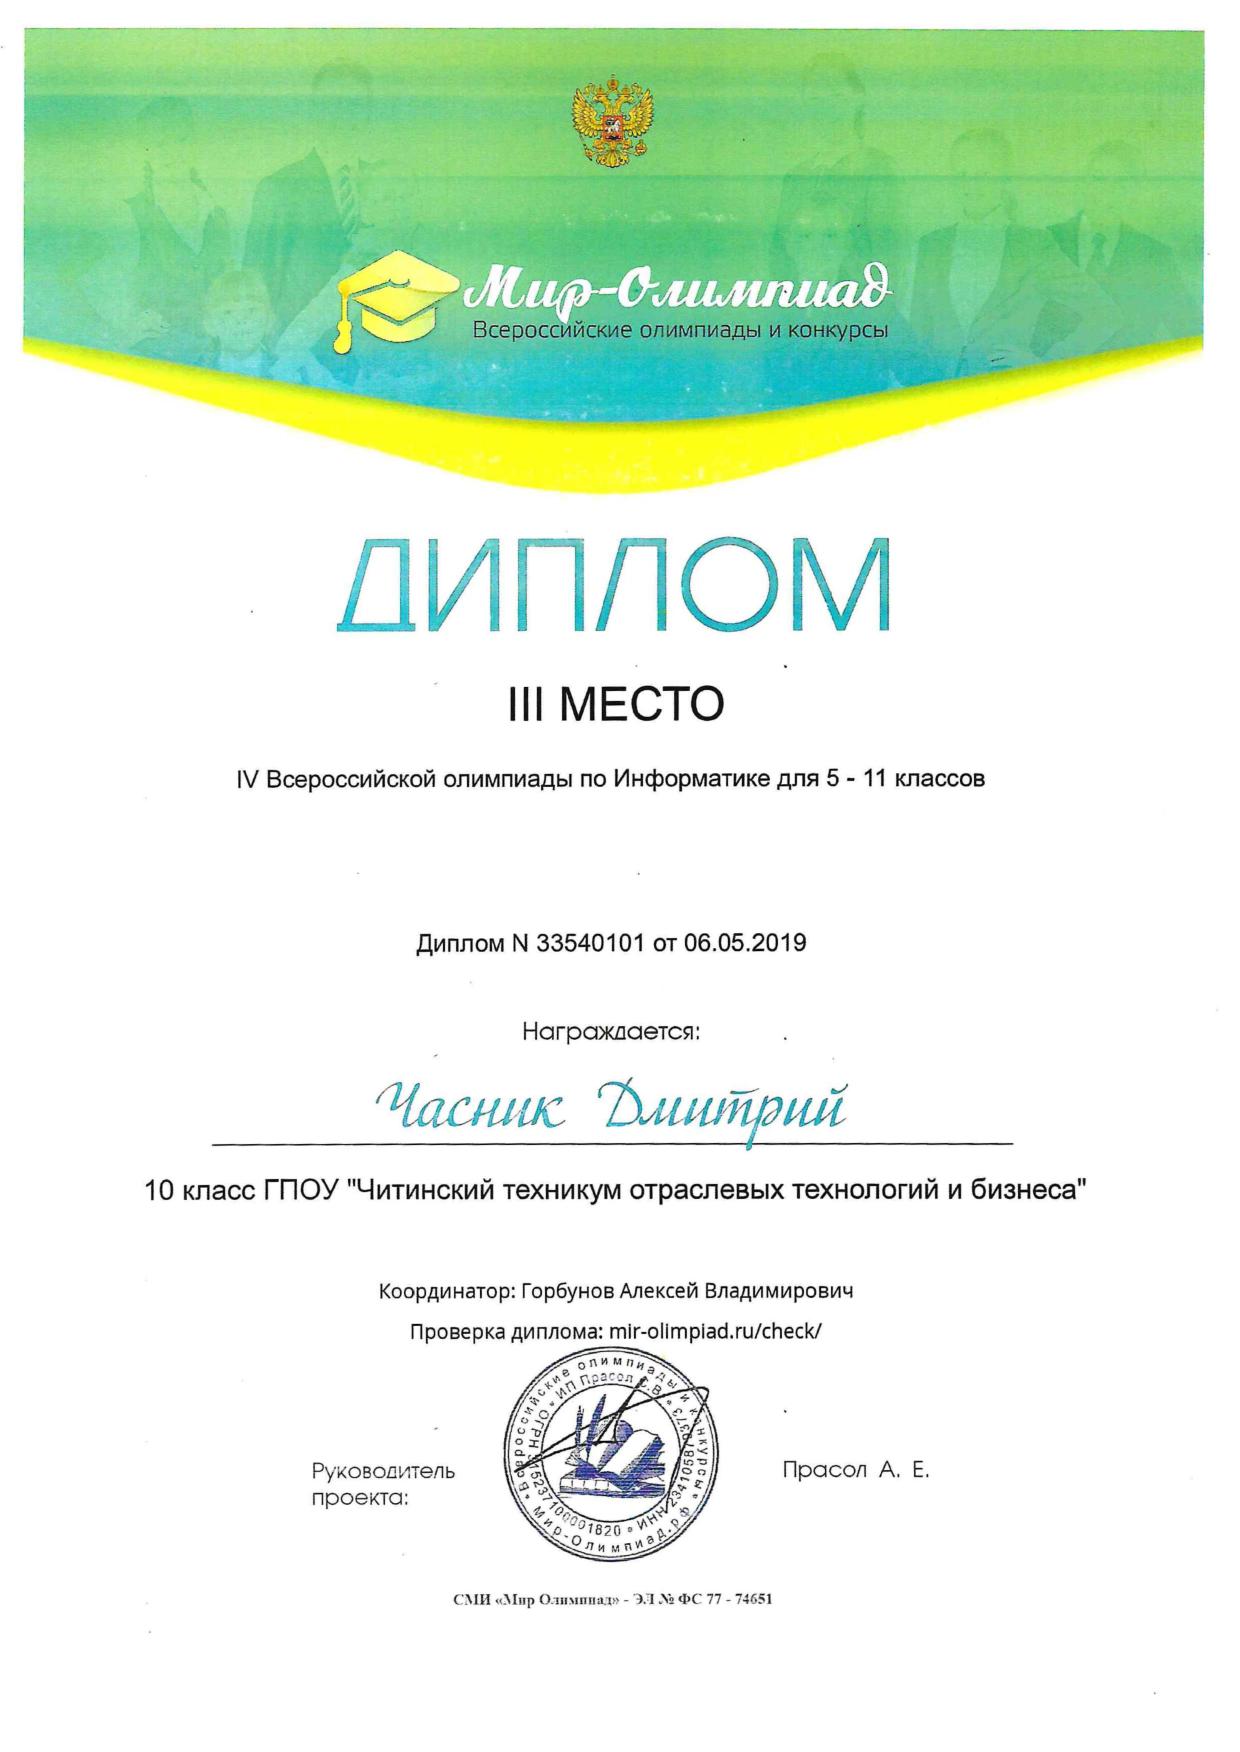 Мир-Олимпиад
Всероссийские олимпиады и конкурсы
ДИПЛОМ
III МЕСТО
IV Всероссийской олимпиады по Информатике для 5 - 11 классов
Диплом N 33540101 от 06.05.2019
Награждается:
Часник Дмитрий
10 класс ГПОУ "Читинский техникум отраслевых технологий и бизнеса"
Координатор: Горбунов Алексей Владимирович
Проверка диплома: mir-olimpiad.ru/check/
Всероссийские олимпиады и конкурсы
Мир-Олимпиад.рф
ИП Прасол
ОГРН
ИНН
Руководитель
проекта:
Прасол А. Е.
СМИ «Мир Олимпиад» - ЭЛ № ФС 77 - 74651